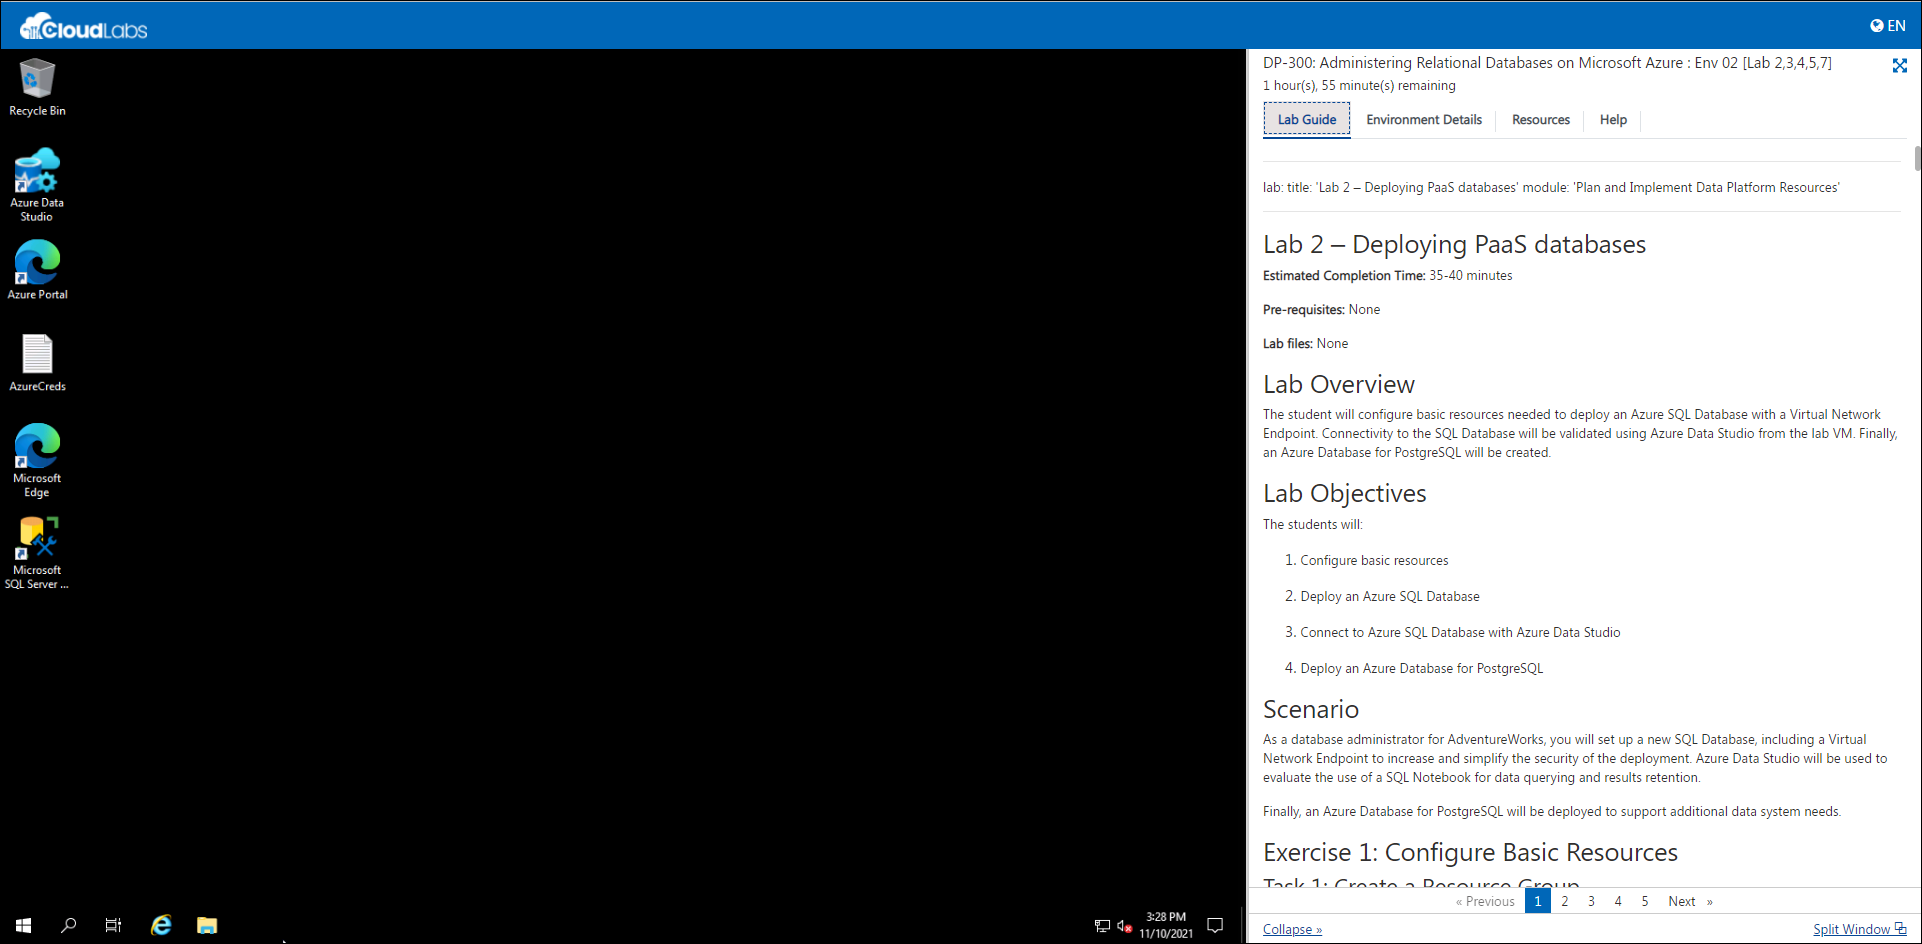 CloudLabs
EN
Recycle Bin
Azure Data
Studio
Azure Portal
AzureCreds
Microsoft
Edge
Microsoft
SQL Server ...
3:28 PM
11/10/2021
DP-300: Administering Relational Databases on Microsoft Azure : Env 02 [Lab 2,3,4,5,7]
1 hour(s), 55 minute(s) remaining
Lab Guide Environment Details Resources Help
lab: title: 'Lab 2 – Deploying PaaS databases' module: 'Plan and Implement Data Platform Resources'
Lab 2 – Deploying PaaS databases
Estimated Completion Time: 35-40 minutes
Pre-requisites: None
Lab files: None
Lab Overview
The student will configure basic resources needed to deploy an Azure SQL Database with a Virtual Network
Endpoint. Connectivity to the SQL Database will be validated using Azure Data Studio from the lab VM. Finally,
an Azure Database for PostgreSQL will be created.
Lab Objectives
The students will:
1. Configure basic resources
2. Deploy an Azure SQL Database
3. Connect to Azure SQL Database with Azure Data Studio
4. Deploy an Azure Database for PostgreSQL
Scenario
As a database administrator for AdventureWorks, you will set up a new SQL Database, including a Virtual
Network Endpoint to increase and simplify the security of the deployment. Azure Data Studio will be used to
evaluate the use of a SQL Notebook for data querying and results retention.
Finally, an Azure Database for PostgreSQL will be deployed to support additional data system needs.
Exercise 1: Configure Basic Resources
Task 1: Create a Resource Group
« Previous 1 2 3 4 5 Next »
Collapse » Split Window